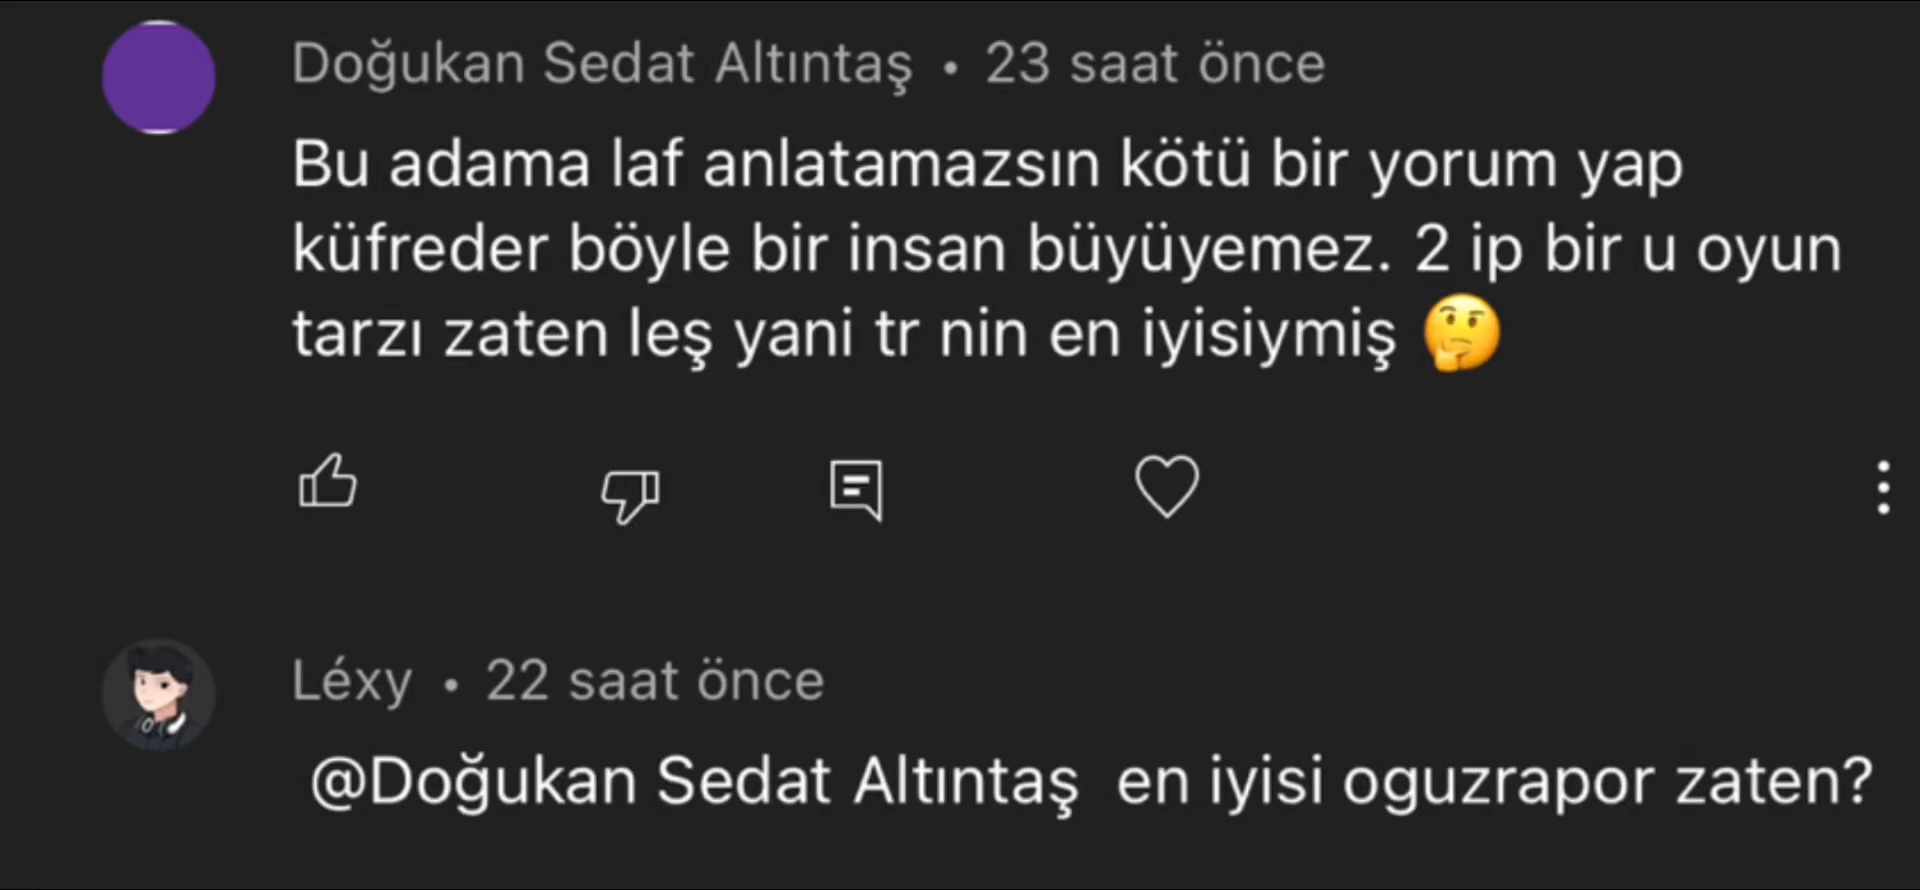 Doğukan Sedat Altıntaş • 23 saat önce
Bu adama laf anlatamazsın kötü bir yorum yap
küfreder böyle bir insan büyüyemez. 2 ip bir u oyun
tarzı zaten leş yani tr nin en iyisiymiş 🤔
Léxy • 22 saat önce
@Doğukan Sedat Altıntaş en iyisi oguzrapor zaten?